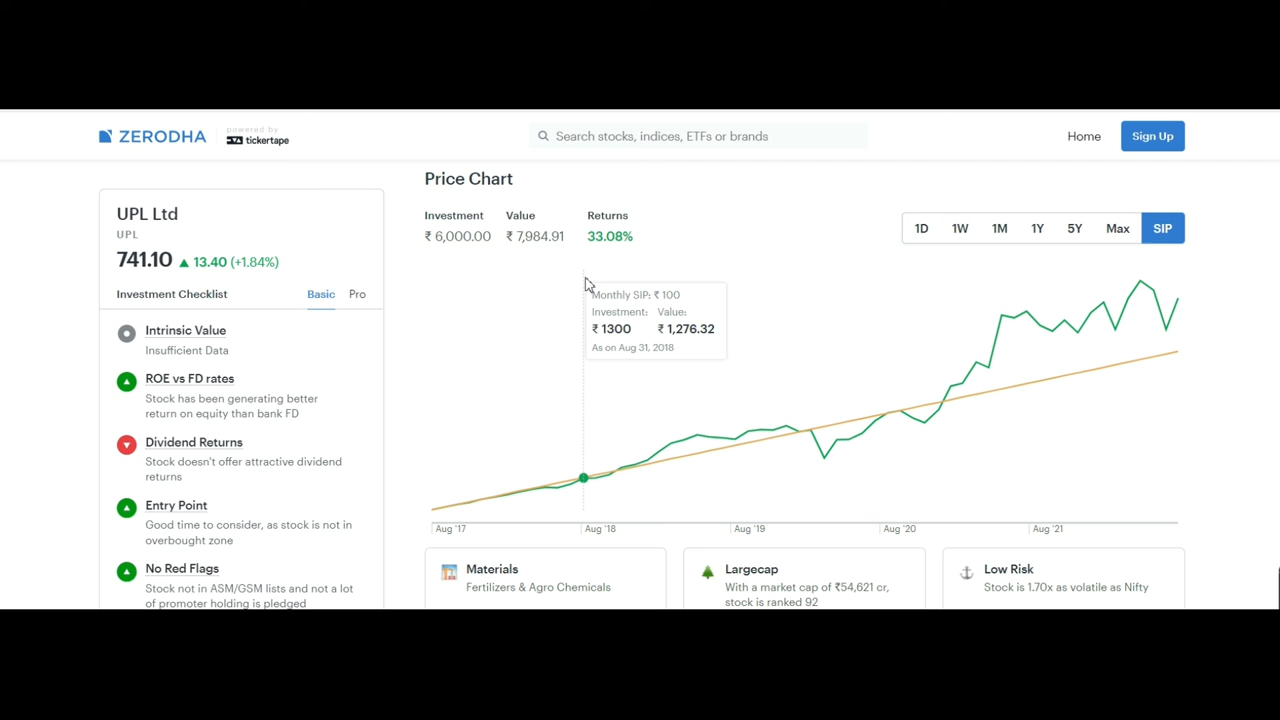 ZERODHA
powered by
tickertape
Search stocks, indices, ETFs or brands
Home
Sign Up
UPL Ltd
UPL
741.10 ▲ 13.40 (+1.84%)
Investment Checklist
Basic
Pro
Intrinsic Value
Insufficient Data
ROE vs FD rates
Stock has been generating better
return on equity than bank FD
Dividend Returns
Stock doesn't offer attractive dividend
returns
Entry Point
Good time to consider, as stock is not in
overbought zone
No Red Flags
Stock not in ASM/GSM lists and not a lot
of promoter holding is pledged
Price Chart
Investment
Value
Returns
₹ 6,000.00
₹ 7,984.91
33.08%
1D
1W
1M
1Y
5Y
Max
SIP
Monthly SIP: ₹ 100
Investment:
Value:
₹ 1300
₹ 1,276.32
As on Aug 31, 2018
Aug '17
Aug '18
Aug '19
Aug '20
Aug '21
Materials
Fertilizers & Agro Chemicals
Largecap
With a market cap of ₹54,621 cr,
stock is ranked 92
Low Risk
Stock is 1.70x as volatile as Nifty